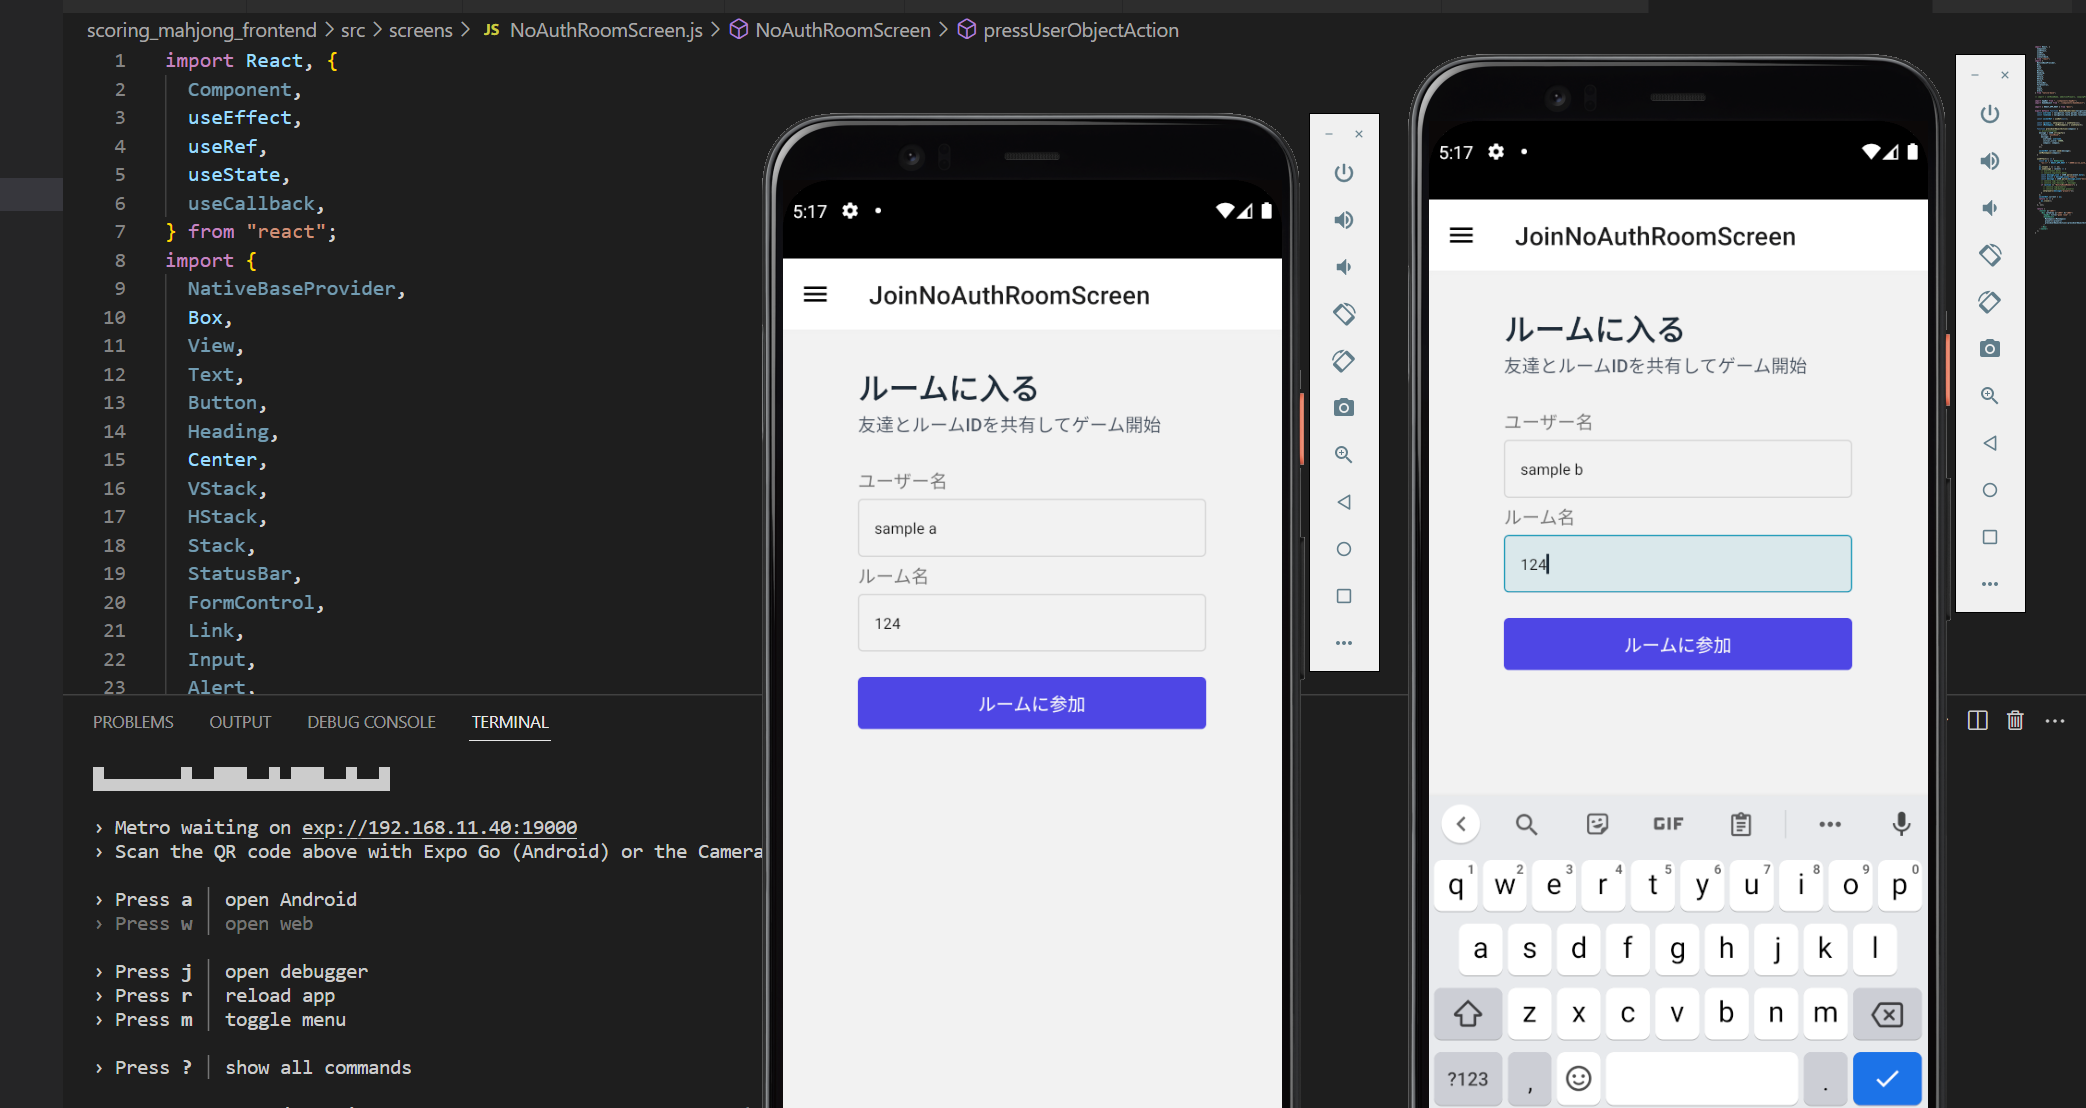 scoring_mahjong_frontend > src > screens > JS NoAuthRoomScreen.js > NoAuthRoomScreen > pressUserObjectAction
1 import React, {
2 Component,
3 useEffect,
4 useRef,
5 useState,
6 useCallback,
7 } from "react";
8 import {
9 NativeBaseProvider,
10 Box,
11 View,
12 Text,
13 Button,
14 Heading,
15 Center,
16 VStack,
17 HStack,
18 Stack,
19 StatusBar,
20 FormControl,
21 Link,
22 Input,
23 Alert,
PROBLEMS OUTPUT DEBUG CONSOLE TERMINAL
› Metro waiting on exp://192.168.11.40:19000
› Scan the QR code above with Expo Go (Android) or the Camera
› Press a │ open Android
› Press w │ open web
› Press j │ open debugger
› Press r │ reload app
› Press m │ toggle menu
› Press ? │ show all commands
5:17
JoinNoAuthRoomScreen
ルームに入る
友達とルームIDを共有してゲーム開始
ユーザー名
sample a
ルーム名
124
ルームに参加
5:17
JoinNoAuthRoomScreen
ルームに入る
友達とルームIDを共有してゲーム開始
ユーザー名
sample b
ルーム名
124
ルームに参加
GIF
q1 w2 e3 r4 t5 y6 u7 i8 o9 p0
a s d f g h j k l
z x c v b n m
?123 , .